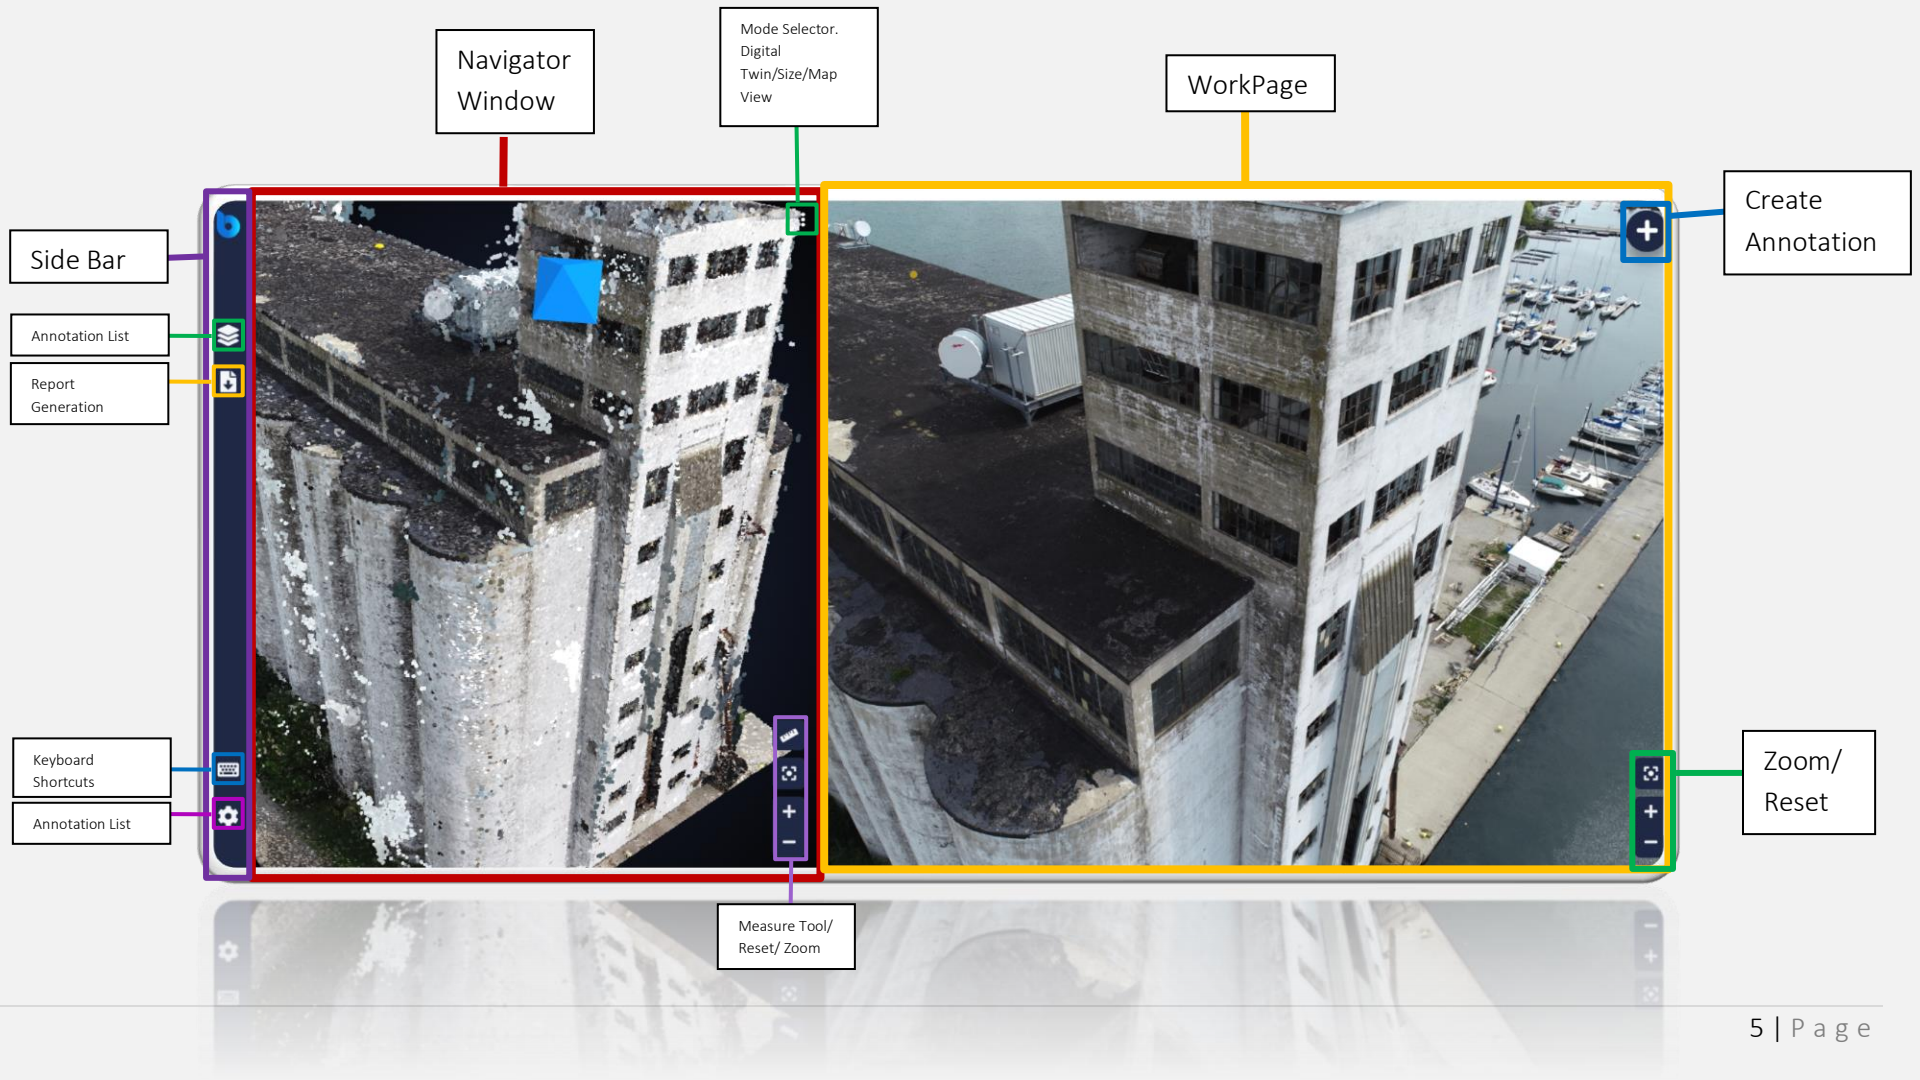 Navigator
Window
Mode Selector.
Digital
Twin/Size/Map
View
WorkPage
Create
Annotation
Side Bar
Annotation List
Report
Generation
Keyboard
Shortcuts
Annotation List
Zoom/
Reset
Measure Tool/
Reset/ Zoom
5 | Page